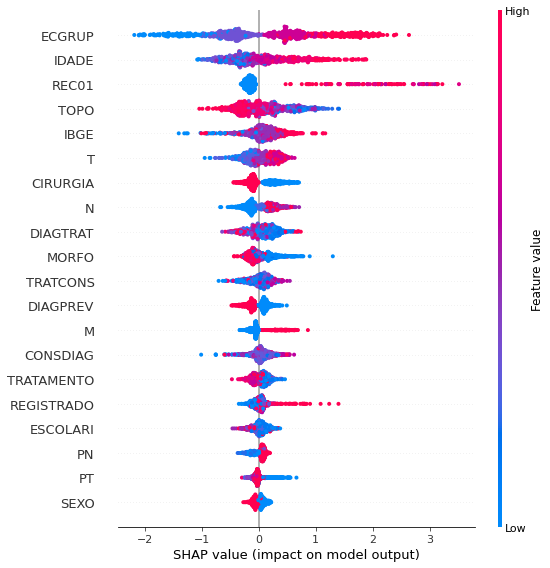 High
ECGRUP
IDADE
REC01
TOPO
IBGE
T
CIRURGIA
N
DIAGTRAT
MORFO
TRATCONS
DIAGPREV
M
CONSDIAG
TRATAMENTO
REGISTRADO
ESCOLARI
PN
PT
SEXO
Feature value
Low
−2 −1 0 1 2 3
SHAP value (impact on model output)